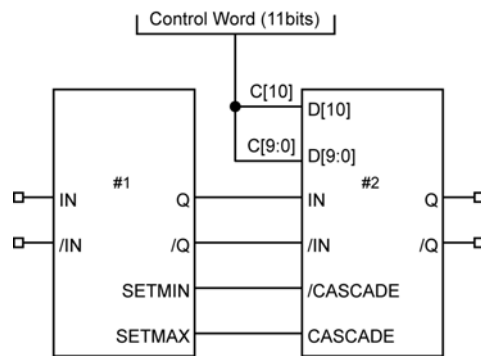 Control Word (11bits)
C[10]
D[10]
C[9:0]
D[9:0]
#1
#2
IN
Q
IN
Q
/IN
/Q
/IN
/Q
SETMIN
/CASCADE
SETMAX
CASCADE